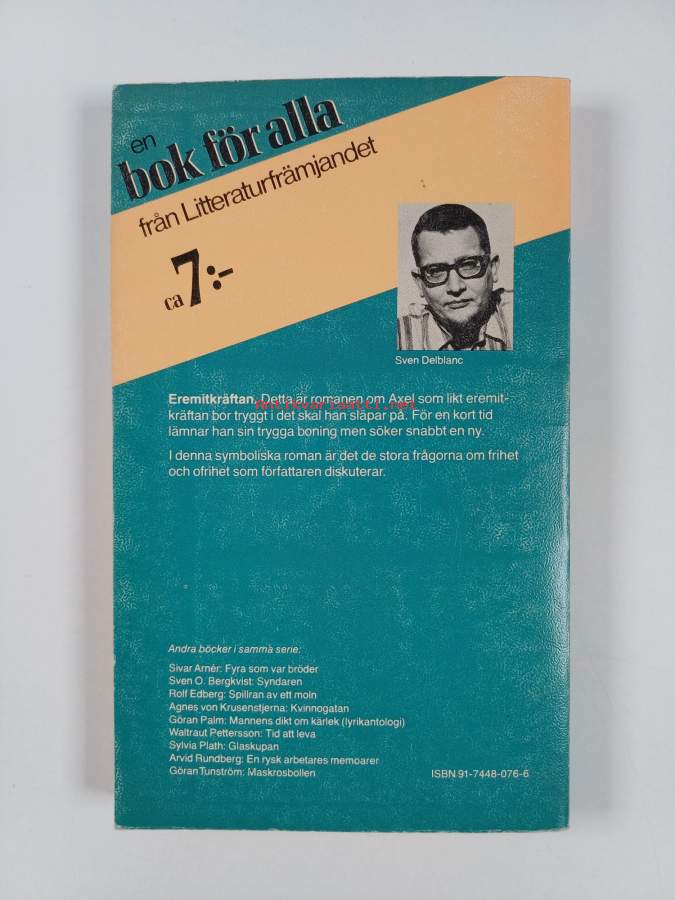 en
bok för alla
från Litteraturfrämjandet
ca 7:-
Sven Delblanc
Eremitkräftan. Detta är romanen om Axel som likt eremit-
kräftan bor tryggt i det skal han släpar på. För en kort tid
lämnar han sin trygga boning men söker snabbt en ny.
antikvarisatti.net
I denna symboliska roman är det de stora frågorna om frihet
och ofrihet som författaren diskuterar.
Andra böcker i samma serie:
Sivar Arnér: Fyra som var bröder
Sven O. Bergkvist: Syndaren
Rolf Edberg: Spillran av ett moln
Agnes von Krusenstjerna: Kvinnogatan
Göran Palm: Mannens dikt om kärlek (lyrikantologi)
Waltraut Pettersson: Tid att leva
Sylvia Plath: Glaskupan
Arvid Rundberg: En rysk arbetares memoarer
Göran Tunström: Maskrosbollen
ISBN 91-7448-076-6